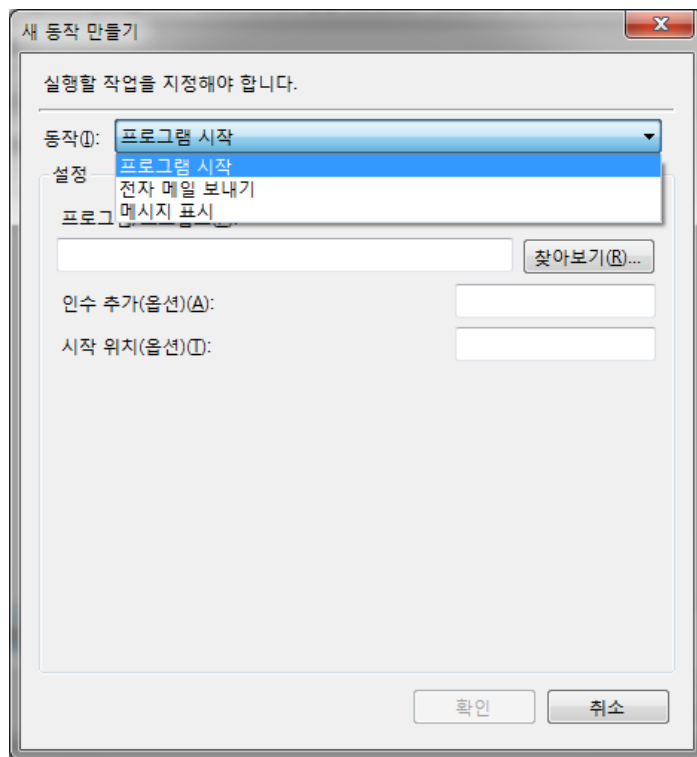 새 동작 만들기
실행할 작업을 지정해야 합니다.
동작(I): 프로그램 시작
프로그램 시작
설정
전자 메일 보내기
메시지 표시
찾아보기(R)...
인수 추가(옵션)(A):
시작 위치(옵션)(T):
확인
취소